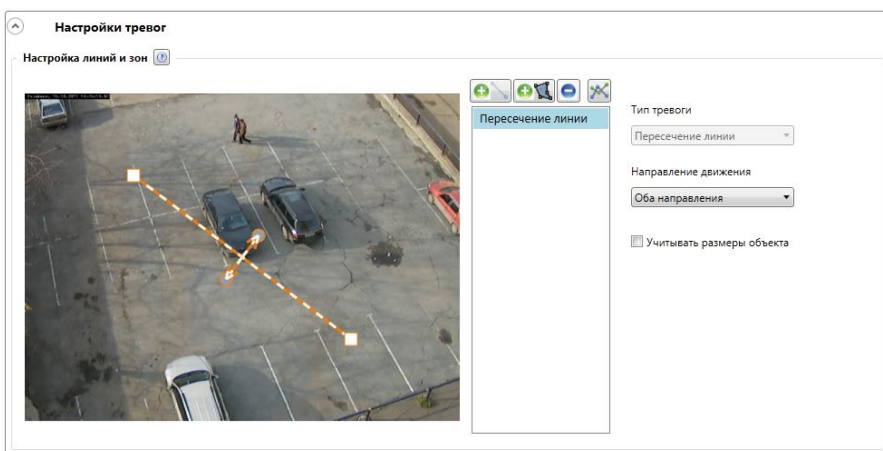 Настройки тревог
Настройка линий и зон
Пересечение линии
Тип тревоги
Пересечение линии
Направление движения
Оба направления
Учитывать размеры объекта